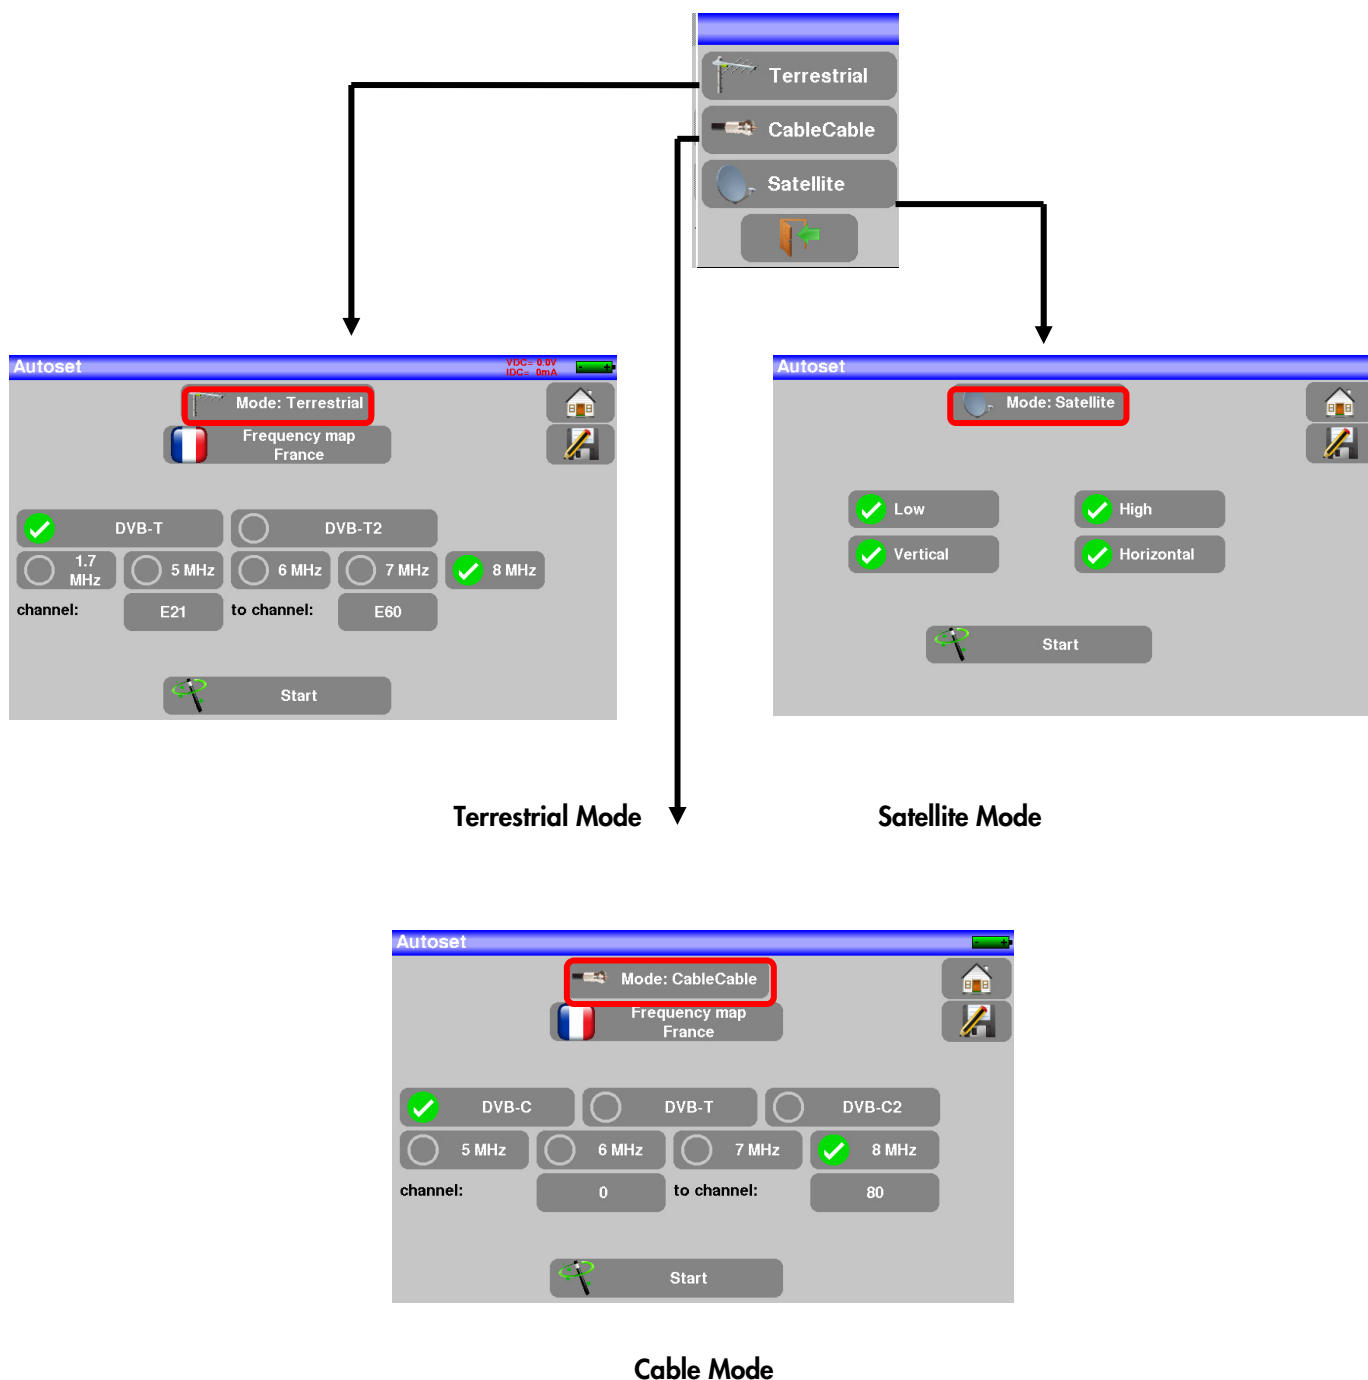 Terrestrial
CableCable
Satellite
Autoset
VDC= 0.0V
IDC= 0mA
Mode: Terrestrial
Frequency map
France
DVB-T
DVB-T2
1.7
MHz
5 MHz
6 MHz
7 MHz
8 MHz
channel:
E21
to channel:
E60
Start
Autoset
Mode: Satellite
Low
High
Vertical
Horizontal
Start
Terrestrial Mode
Satellite Mode
Autoset
Mode: CableCable
Frequency map
France
DVB-C
DVB-T
DVB-C2
5 MHz
6 MHz
7 MHz
8 MHz
channel:
0
to channel:
80
Start
Cable Mode